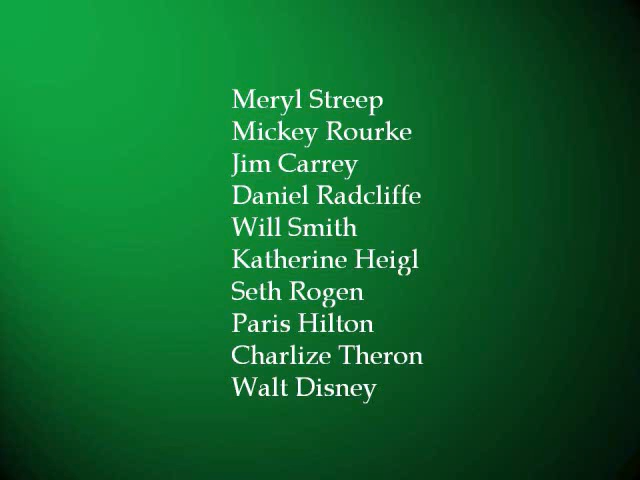 Meryl Streep
Mickey Rourke
Jim Carrey
Daniel Radcliffe
Will Smith
Katherine Heigl
Seth Rogen
Paris Hilton
Charlize Theron
Walt Disney